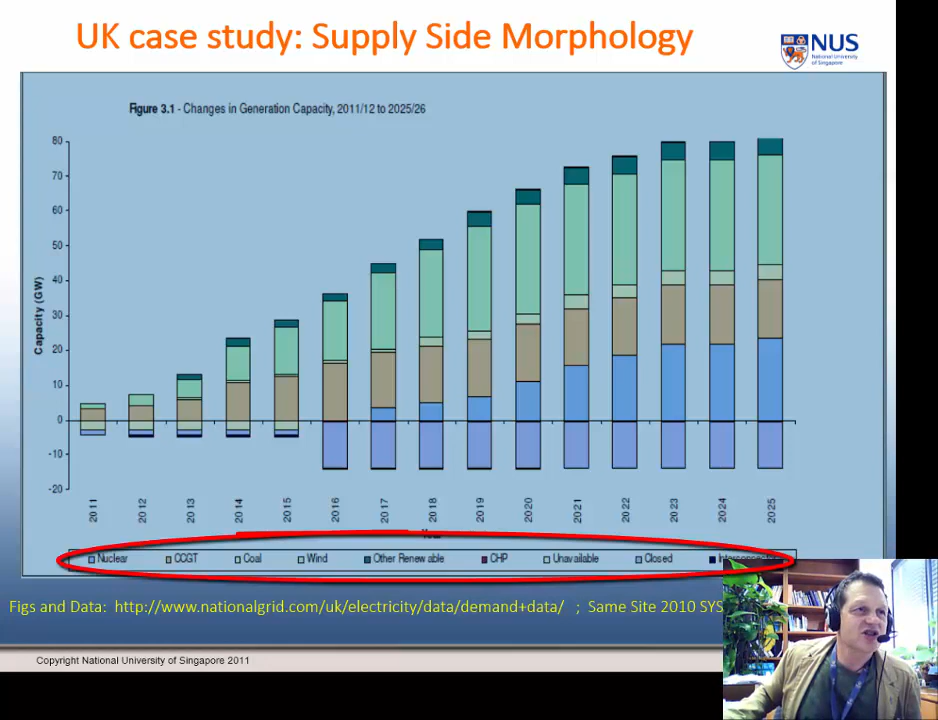 UK case study: Supply Side Morphology
NUS
National University
of Singapore
Figure 3.1 - Changes in Generation Capacity, 2011/12 to 2025/26
Capacity (GW)
80
70
60
50
40
30
20
10
0
-10
-20
2011 2012 2013 2014 2015 2016 2017 2018 2019 2020 2021 2022 2023 2024 2025
Nuclear CCGT Coal Wind Other Renewable CHP Unavailable Closed
Figs and Data: http://www.nationalgrid.com/uk/electricity/data/demand+data/ ; Same Site 2010 SYS
Copyright National University of Singapore 2011